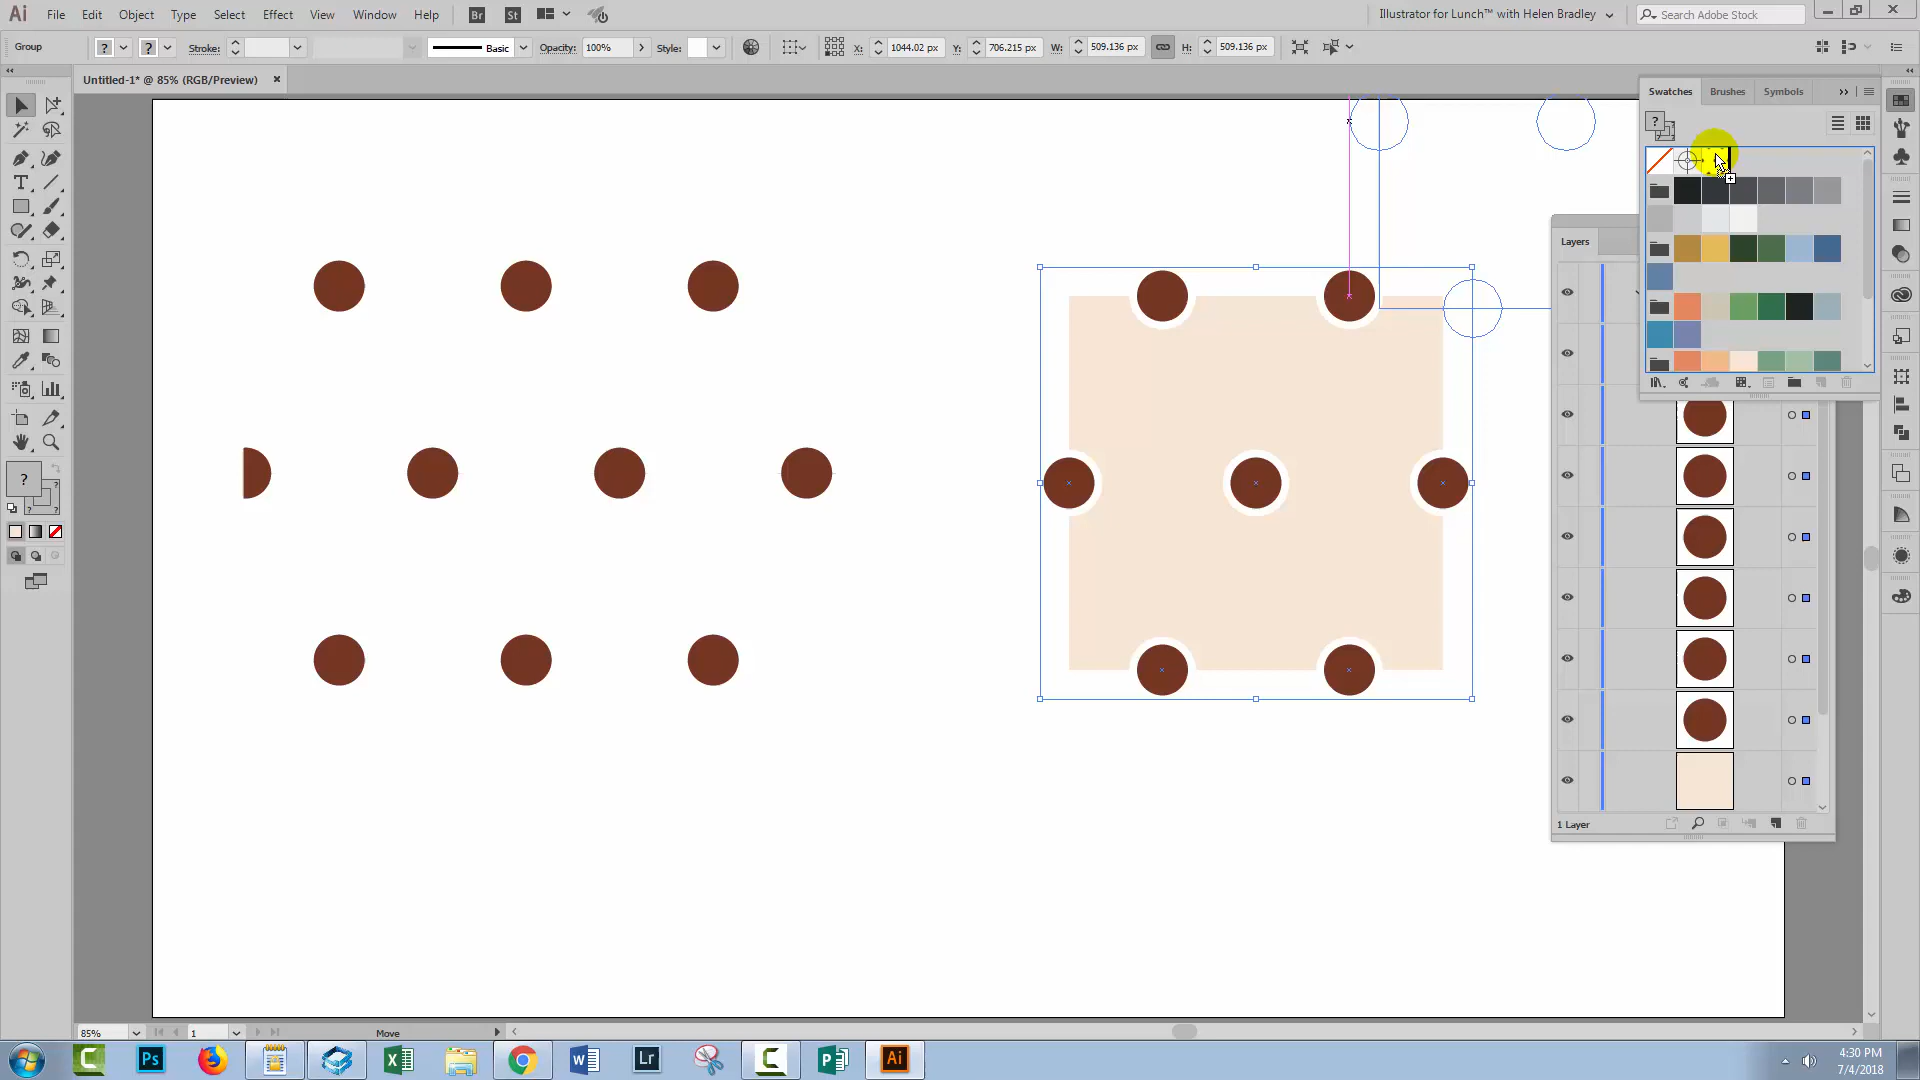 Ai File Edit Object Type Select Effect View Window Help Br St Illustrator for Lunch™ with Helen Bradley Search Adobe Stock
Group ? ? Stroke: Basic Opacity: 100% Style: X: 1044.02 px Y: 706.215 px W: 509.136 px H: 509.136 px
Untitled-1* @ 85% (RGB/Preview)
Swatches Brushes Symbols
?
Layers
?
1 Layer
85% 1 Move
Ps Lr Ai
4:30 PM
7/4/2018